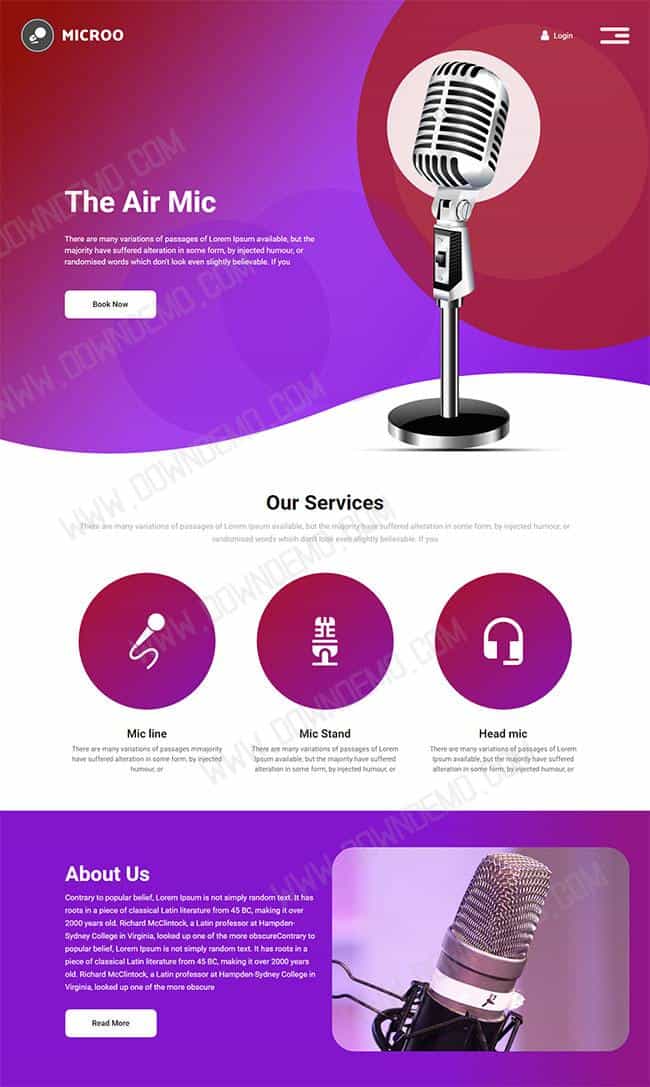 MICROO
Login
The Air Mic
There are many variations of passages of Lorem Ipsum available, but the
majority have suffered alteration in some form, by injected humour, or
randomised words which don't look even slightly believable. If you
Book Now
Our Services
There are many variations of passages of Lorem Ipsum available, but the majority have suffered alteration in some form, by injected humour, or
randomised words which don't look even slightly believable. If you
Mic line
There are many variations of passages mmajority
have suffered alteration in some form, by injected
humour, or
Mic Stand
There are many variations of passages of Lorem
Ipsum available, but the majority have suffered
alteration in some form, by injected humour, or
Head mic
There are many variations of passages of Lorem
Ipsum available, but the majority have suffered
alteration in some form, by injected humour, or
About Us
Contrary to popular belief, Lorem Ipsum is not simply random text. It has
roots in a piece of classical Latin literature from 45 BC, making it over
2000 years old. Richard McClintock, a Latin professor at Hampden-
Sydney College in Virginia, looked up one of the more obscureContrary to
popular belief, Lorem Ipsum is not simply random text. It has roots in a
piece of classical Latin literature from 45 BC, making it over 2000 years
old. Richard McClintock, a Latin professor at Hampden-Sydney College in
Virginia, looked up one of the more obscure
Read More
WWW.DOWNDEMO.COM
WWW.DOWNDEMO.COM
WWW.DOWNDEMO.COM
WWW.DOWNDEMO.COM
WWW.DOWNDEMO.COM